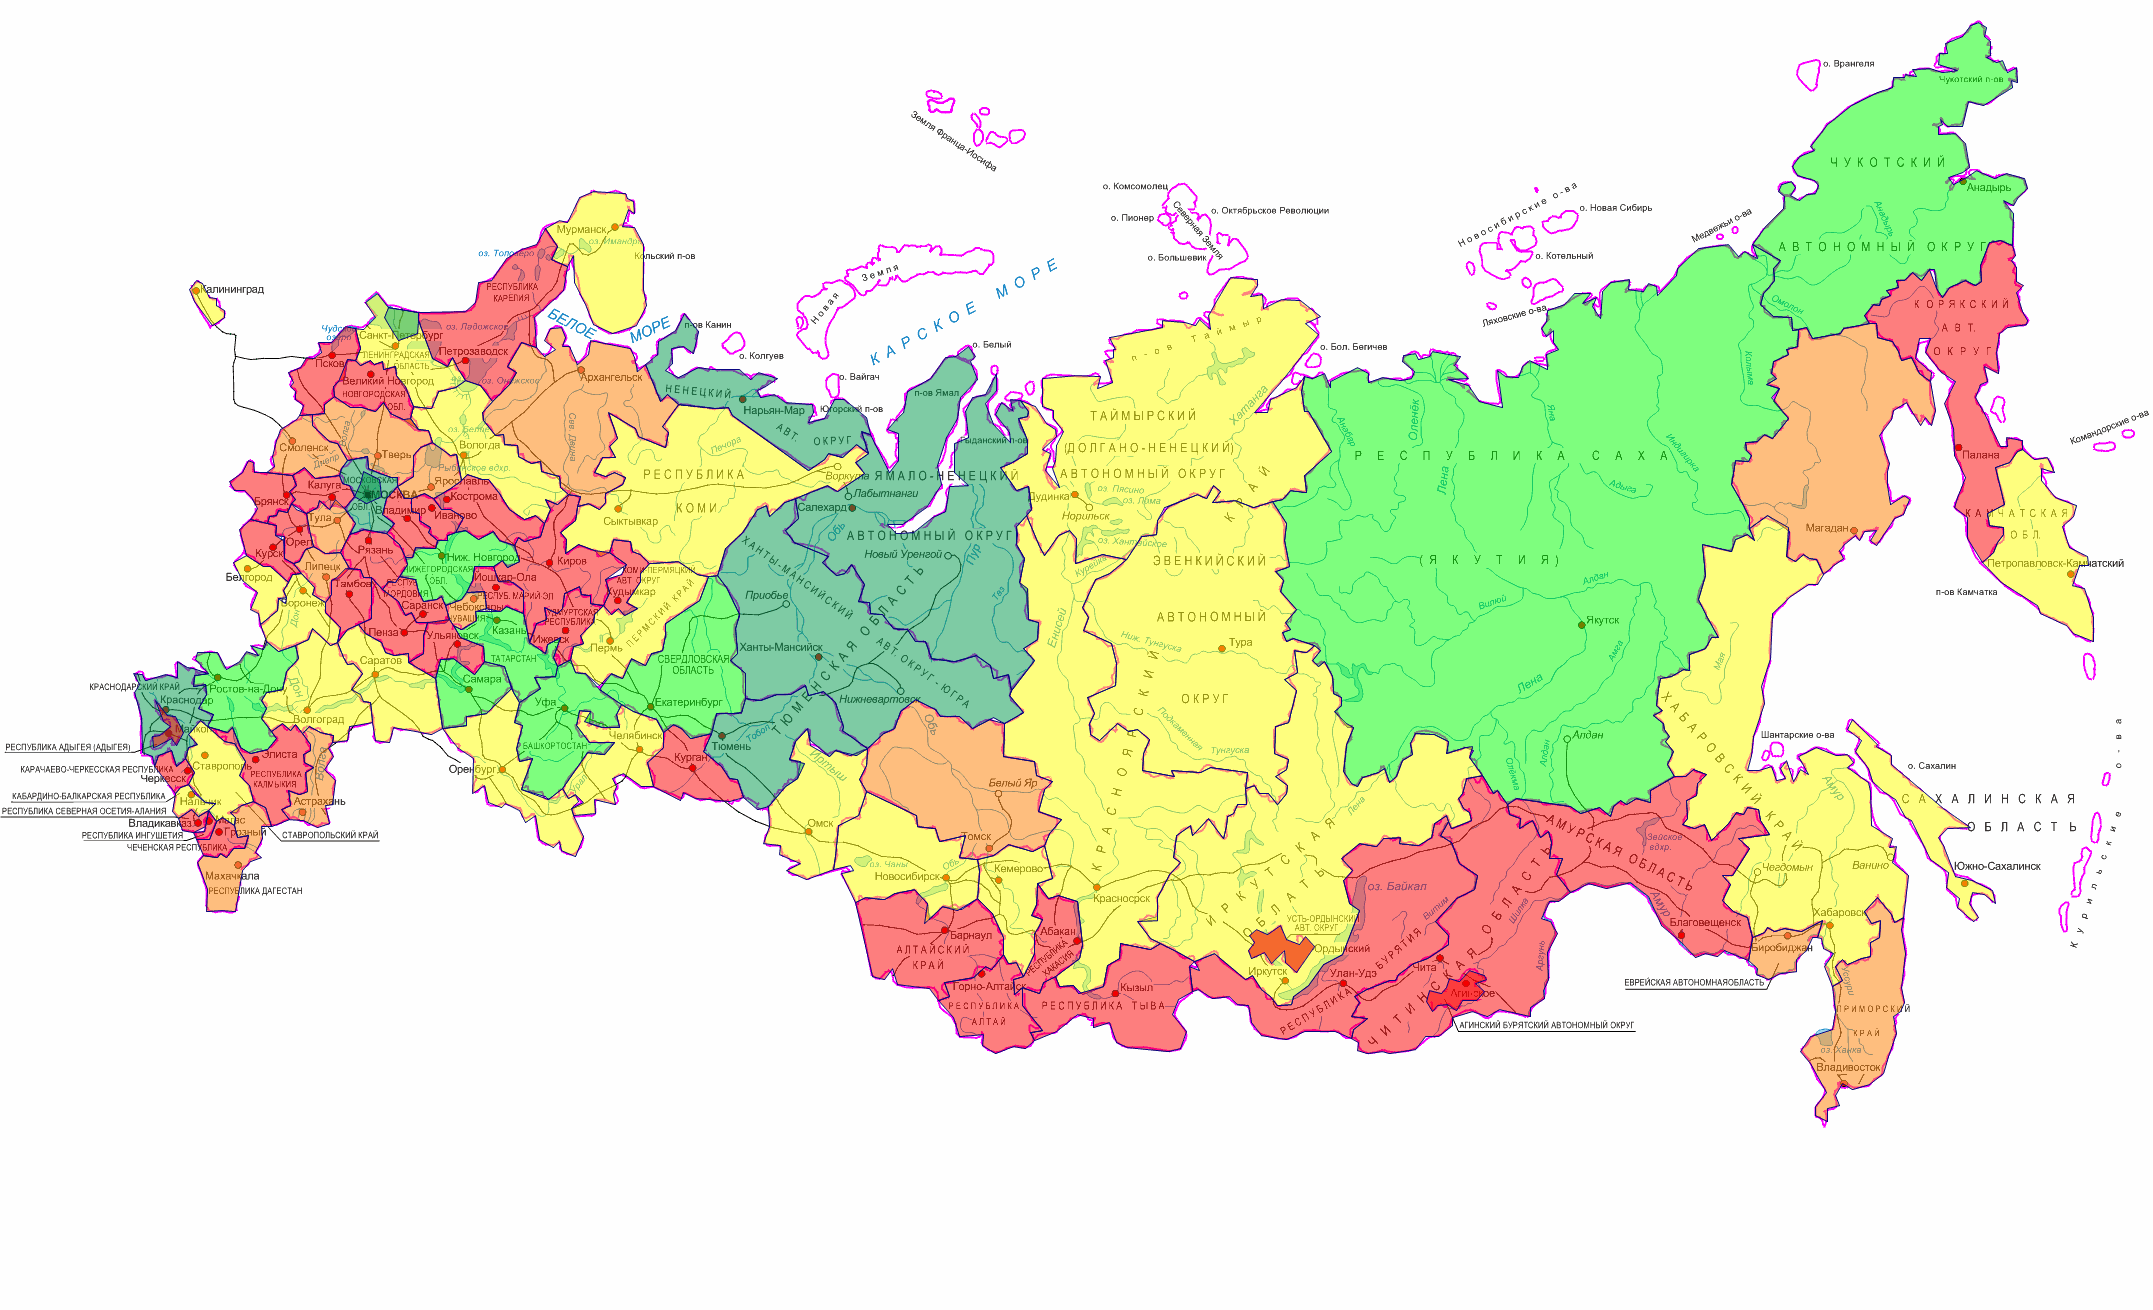 о. Врангеля
Чукотский п-ов
Земля Франца-Иосифа
ЧУКОТСКИЙ
АВТОНОМНЫЙ ОКРУГ
Анадырь
Анадырь
о. Комсомолец
о. Пионер
о. Октябрьское Революции
Северная Земля
о. Большевик
Новосибирские о-ва
о. Новая Сибирь
о. Котельный
Ляховские о-ва
Медвежьи о-ва
Мурманск
оз. Имандра
Кольский п-ов
РЕСПУБЛИКА
КАРЕЛИЯ
Калининград
БЕЛОЕ МОРЕ
КАРСКОЕ МОРЕ
Новая Земля
п-ов Канин
о. Колгуев
о. Вайгач
о. Белый
п-ов Ямал
Югорский п-ов
Гыданский п-ов
п-ов Таймыр
о. Бол. Бегичев
Омолон
Колыма
КОРЯКСКИЙ
АВТ.
ОКРУГ
Командорские о-ва
Палана
Санкт-Петербург
ЛЕНИНГРАДСКАЯ
ОБЛАСТЬ
оз. Ладожское
Петрозаводск
оз. Онежское
Псков
Великий Новгород
НОВГОРОДСКАЯ
ОБЛ.
Архангельск
Сев. Двина
НЕНЕЦКИЙ
АВТ. ОКРУГ
Нарьян-Мар
Печора
Воркута
РЕСПУБЛИКА
КОМИ
Сыктывкар
ЯМАЛО-НЕНЕЦКИЙ
АВТОНОМНЫЙ ОКРУГ
Лабытнанги
Салехард
Новый Уренгой
Обь
Пур
Таз
ТАЙМЫРСКИЙ
(ДОЛГАНО-НЕНЕЦКИЙ)
АВТОНОМНЫЙ ОКРУГ
Хатанга
Дудинка
оз. Пясино
оз. Лама
Норильск
оз. Хантайское
Курейка
ЭВЕНКИЙСКИЙ
АВТОНОМНЫЙ
ОКРУГ
Тура
Енисей
Ниж. Тунгуска
Подкаменная Тунгуска
КРАСНОЯРСКИЙ КРАЙ
РЕСПУБЛИКА САХА
(ЯКУТИЯ)
Анабар
Оленёк
Лена
Яна
Индигирка
Адыга
Алдан
Вилюй
Якутск
Амга
Мая
Лена
Олёкма
Алдан
Алдан
Магадан
КАМЧАТСКАЯ
ОБЛ.
Петропавловск-Камчатский
п-ов Камчатка
Смоленск
Днепр
Волга
Тверь
Вологда
Рыбинское вдхр.
Ярославль
Кострома
МОСКОВСКАЯ
ОБЛ.
МОСКВА
Калуга
Брянск
Тула
Владимир
Иваново
Орел
Рязань
Курск
Липецк
Белгород
Воронеж
Тамбов
Ниж. Новгород
НИЖЕГОРОДСКАЯ
ОБЛ.
Киров
Йошкар-Ола
РЕСПУБ. МАРИЙ-ЭЛ
МОРДОВИЯ
Саранск
Чебоксары
ЧУВАШИЯ
Казань
ТАТАРСТАН
Пенза
Ульяновск
КОМИ-ПЕРМЯЦКИЙ
АВТ. ОКРУГ
Кудымкар
УДМУРТСКАЯ
РЕСПУБЛИКА
Ижевск
Пермь
ПЕРМСКИЙ КРАЙ
Саратов
Самара
Уфа
БАШКОРТОСТАН
СВЕРДЛОВСКАЯ
ОБЛАСТЬ
Екатеринбург
Челябинск
Курган
Оренбург
Урал
ХАНТЫ-МАНСИЙСКИЙ
АВТ. ОКРУГ - ЮГРА
Приобье
Ханты-Мансийск
Нижневартовск
ТЮМЕНСКАЯ ОБЛАСТЬ
Тюмень
Тобол
Иртыш
Омск
Обь
Белый Яр
Томск
оз. Чаны
Обь
Новосибирск
Кемерово
Барнаул
АЛТАЙСКИЙ
КРАЙ
Горно-Алтайск
РЕСПУБЛИКА
АЛТАЙ
Абакан
РЕСПУБЛИКА
ХАКАСИЯ
Красносрск
РЕСПУБЛИКА ТЫВА
Кызыл
ИРКУТСКАЯ
ОБЛАСТЬ
Лена
УСТЬ-ОРДЫНСКИЙ
АВТ. ОКРУГ
Ордынский
Иркутск
оз. Байкал
РЕСПУБЛИКА БУРЯТИЯ
Улан-Удэ
Витим
Чита
ЧИТИНСКАЯ ОБЛАСТЬ
Шилка
Аргунь
Агинское
АГИНСКИЙ БУРЯТСКИЙ АВТОНОМНЫЙ ОКРУГ
АМУРСКАЯ ОБЛАСТЬ
Зейское
вдхр.
Амур
Благовещенск
ХАБАРОВСКИЙ КРАЙ
Шантарские о-ва
Амур
Чегдомын
Ванино
Хабаровск
Биробиджан
ЕВРЕЙСКАЯ АВТОНОМНАЯОБЛАСТЬ
Уссури
ПРИМОРСКИЙ
КРАЙ
оз. Ханка
Владивосток
о. Сахалин
САХАЛИНСКАЯ
ОБЛАСТЬ
Южно-Сахалинск
Курильские о-ва
Ростов-на-Дону
Дон
Дон
Волгоград
Волга
КРАСНОДАРСКИЙ КРАЙ
Краснодар
Майкоп
РЕСПУБЛИКА АДЫГЕЯ (АДЫГЕЯ)
КАРАЧАЕВО-ЧЕРКЕССКАЯ РЕСПУБЛИКА
Черкесск
Ставрополь
Элиста
РЕСПУБЛИКА
КАЛМЫКИЯ
КАБАРДИНО-БАЛКАРСКАЯ РЕСПУБЛИКА
Нальчик
Астрахань
РЕСПУБЛИКА СЕВЕРНАЯ ОСЕТИЯ-АЛАНИЯ
Владикавказ
Грозный
РЕСПУБЛИКА ИНГУШЕТИЯ
СТАВРОПОЛЬСКИЙ КРАЙ
ЧЕЧЕНСКАЯ РЕСПУБЛИКА
Махачкала
РЕСПУБЛИКА ДАГЕСТАН